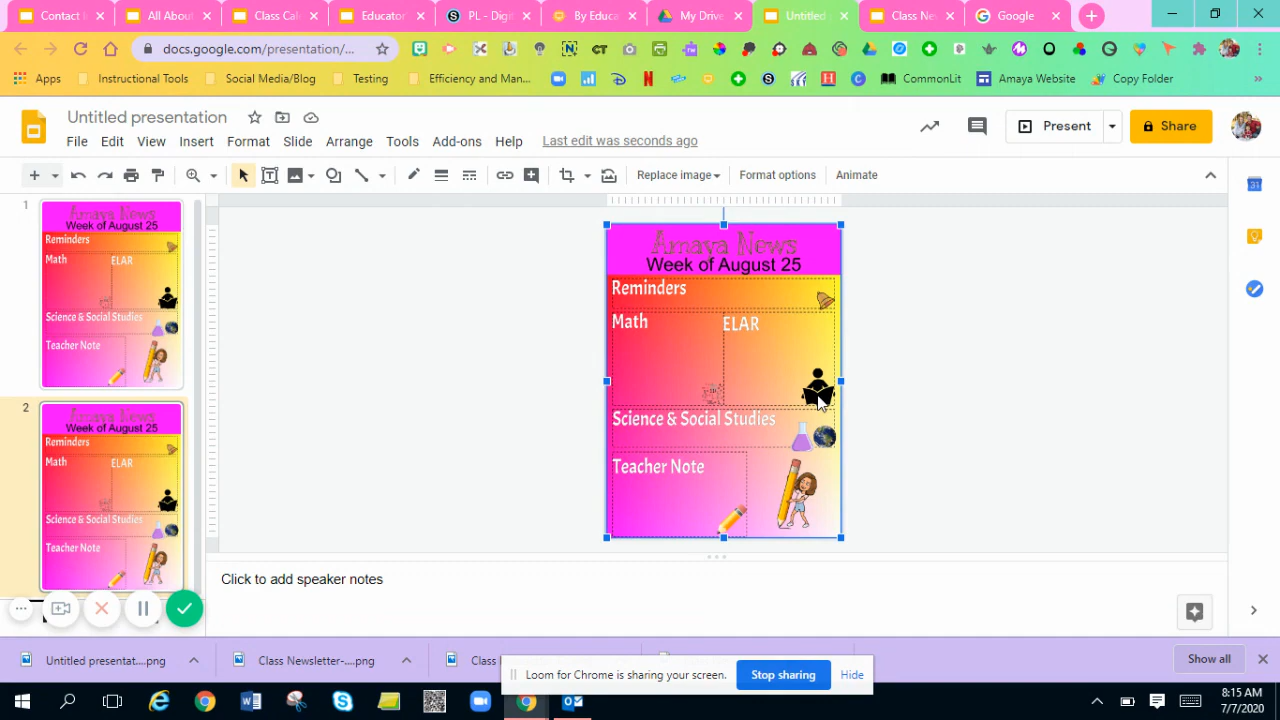 Contact
All About
Class Cal
Educator
PL - Digi
By Educa
My Drive
Untitled
Class Ne
Google
docs.google.com/presentation/...
Apps
Instructional Tools
Social Media/Blog
Testing
Efficiency and Man...
CommonLit
Amaya Website
Copy Folder
Untitled presentation
Present
Share
File Edit View Insert Format Slide Arrange Tools Add-ons Help Last edit was seconds ago
Replace image
Format options
Animate
1
Amaya News
Week of August 25
Reminders
Math
ELAR
Science & Social Studies
Teacher Note
2
Amaya News
Week of August 25
Reminders
Math
ELAR
Science & Social Studies
Teacher Note
Amaya News
Week of August 25
Reminders
Math
ELAR
Science & Social Studies
Teacher Note
Click to add speaker notes
Untitled presentat....png
Class Newsletter-....png
Show all
Loom for Chrome is sharing your screen.
Stop sharing
Hide
8:15 AM
7/7/2020